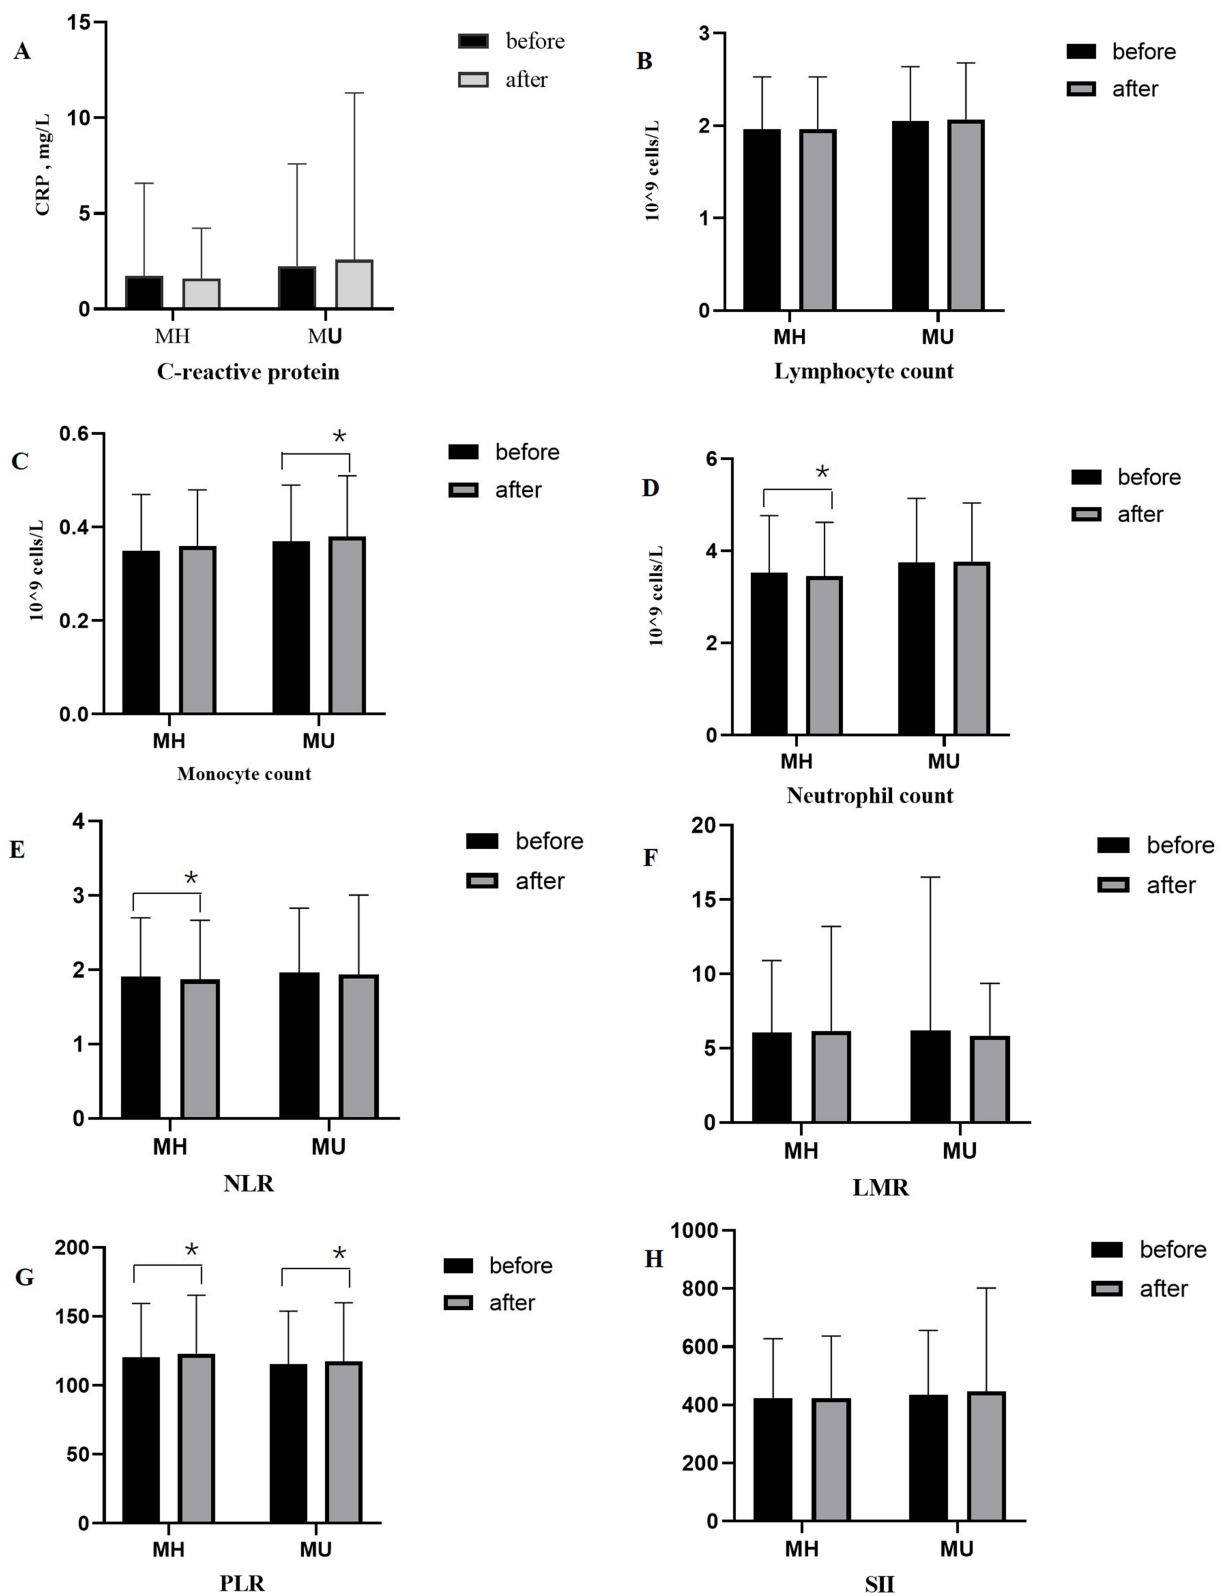 A
CRP , mg/L
15
10
5
0
MH
MU
C-reactive protein
before
after
B
10^9 cells/L
3
2
1
0
MH
MU
Lymphocyte count
before
after
C
10^9 cells/L
0.6
0.4
0.2
0.0
*
MH
MU
Monocyte count
before
after
D
10^9 cells/L
6
4
2
0
*
MH
MU
Neutrophil count
before
after
E
4
3
2
1
0
*
MH
MU
NLR
before
after
F
20
15
10
5
0
MH
MU
LMR
before
after
G
200
150
100
50
0
*
*
MH
MU
PLR
before
after
H
1000
800
600
400
200
0
MH
MU
SII
before
after